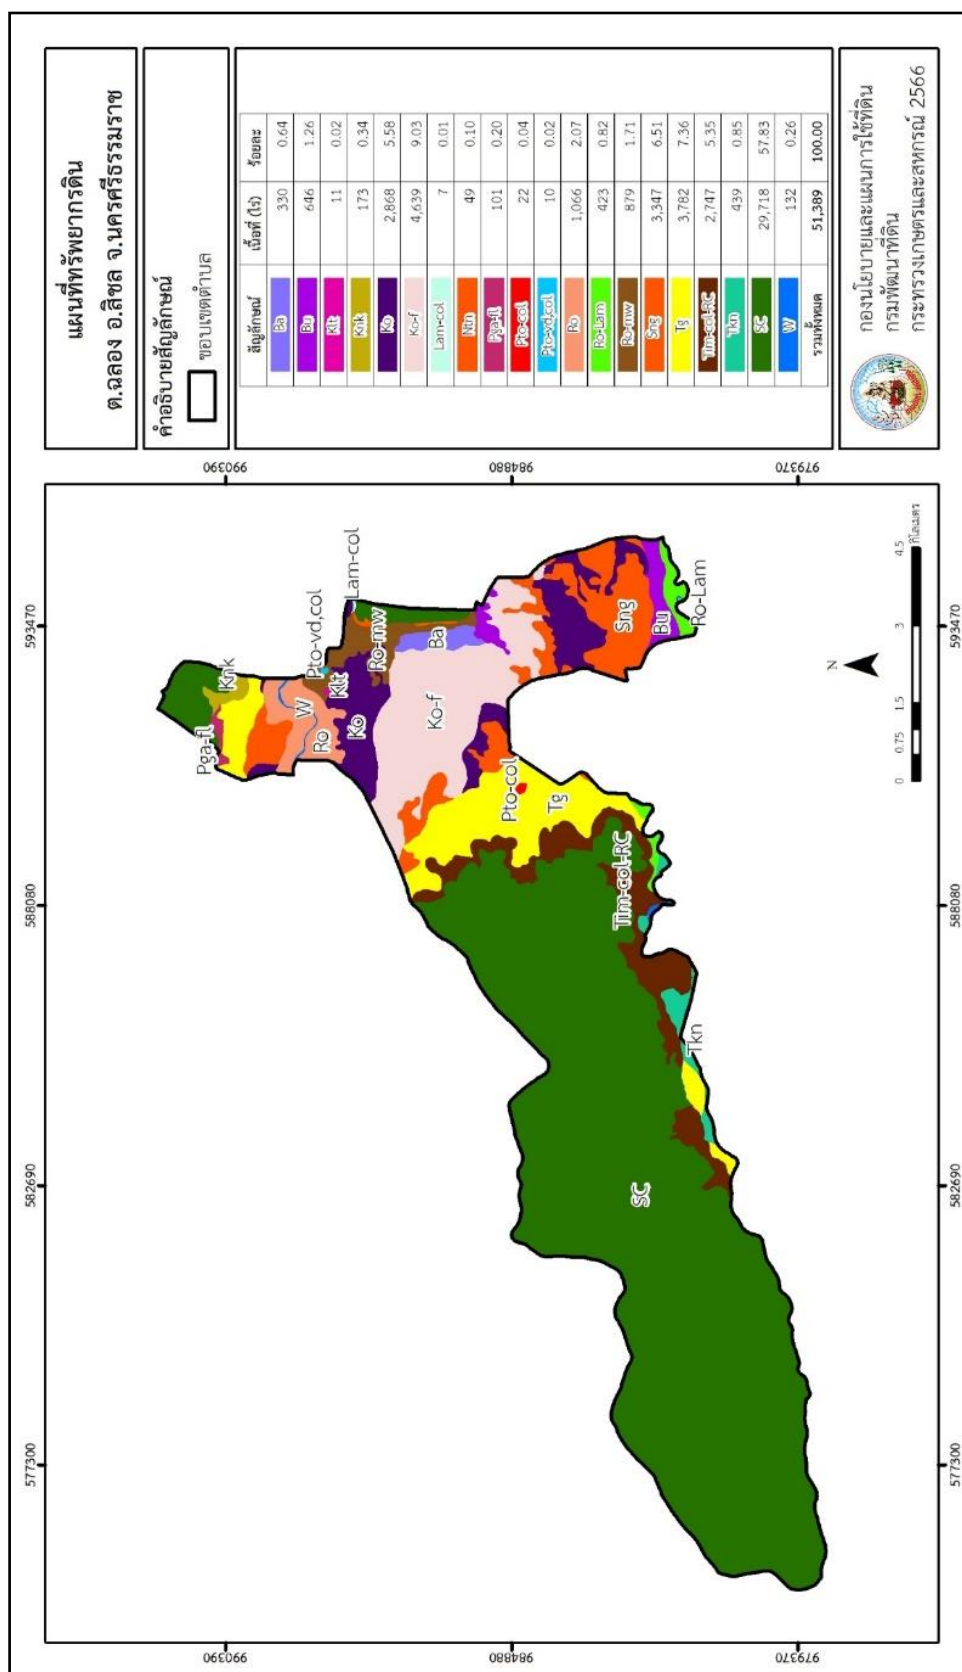 แผนที่ทรัพยากรดิน
ต.ฉลอง อ.สิชล จ.นครศรีธรรมราช
คำอธิบายสัญลักษณ์
ขอบเขตตำบล
สัญลักษณ์ เนื้อที่ (ไร่) ร้อยละ
Ba 330 0.64
Bu 646 1.26
Klt 11 0.02
Knk 173 0.34
Ko 2,868 5.58
Ko-f 4,639 9.03
Lam-col 7 0.01
Ntn 49 0.10
Pga-fl 101 0.20
Pto-col 22 0.04
Pto-vd,col 10 0.02
Ro 1,066 2.07
Ro-Lam 423 0.82
Ro-mw 879 1.71
Sng 3,347 6.51
Tg 3,782 7.36
Tim-col-RC 2,747 5.35
Tkn 439 0.85
SC 29,718 57.83
W 132 0.26
รวมทั้งหมด 51,389 100.00
กองนโยบายและแผนการใช้ที่ดิน
กรมพัฒนาที่ดิน
กระทรวงเกษตรและสหกรณ์ 2566
577300 582690 588080 593470
990390
984880
979370
990390
984880
979370
577300 582690 588080 593470
Pga-fl
Knk
W
Ro
Pto-vd,col
Klt
Lam-col
Ko
Ro-mw
Ko-f
Ba
Pto-col
Tg
Tim-col-RC
Sng
Bu
Ro-Lam
SC
Tkn
N
0 0.75 1.5 3 4.5
กิโลเมตร